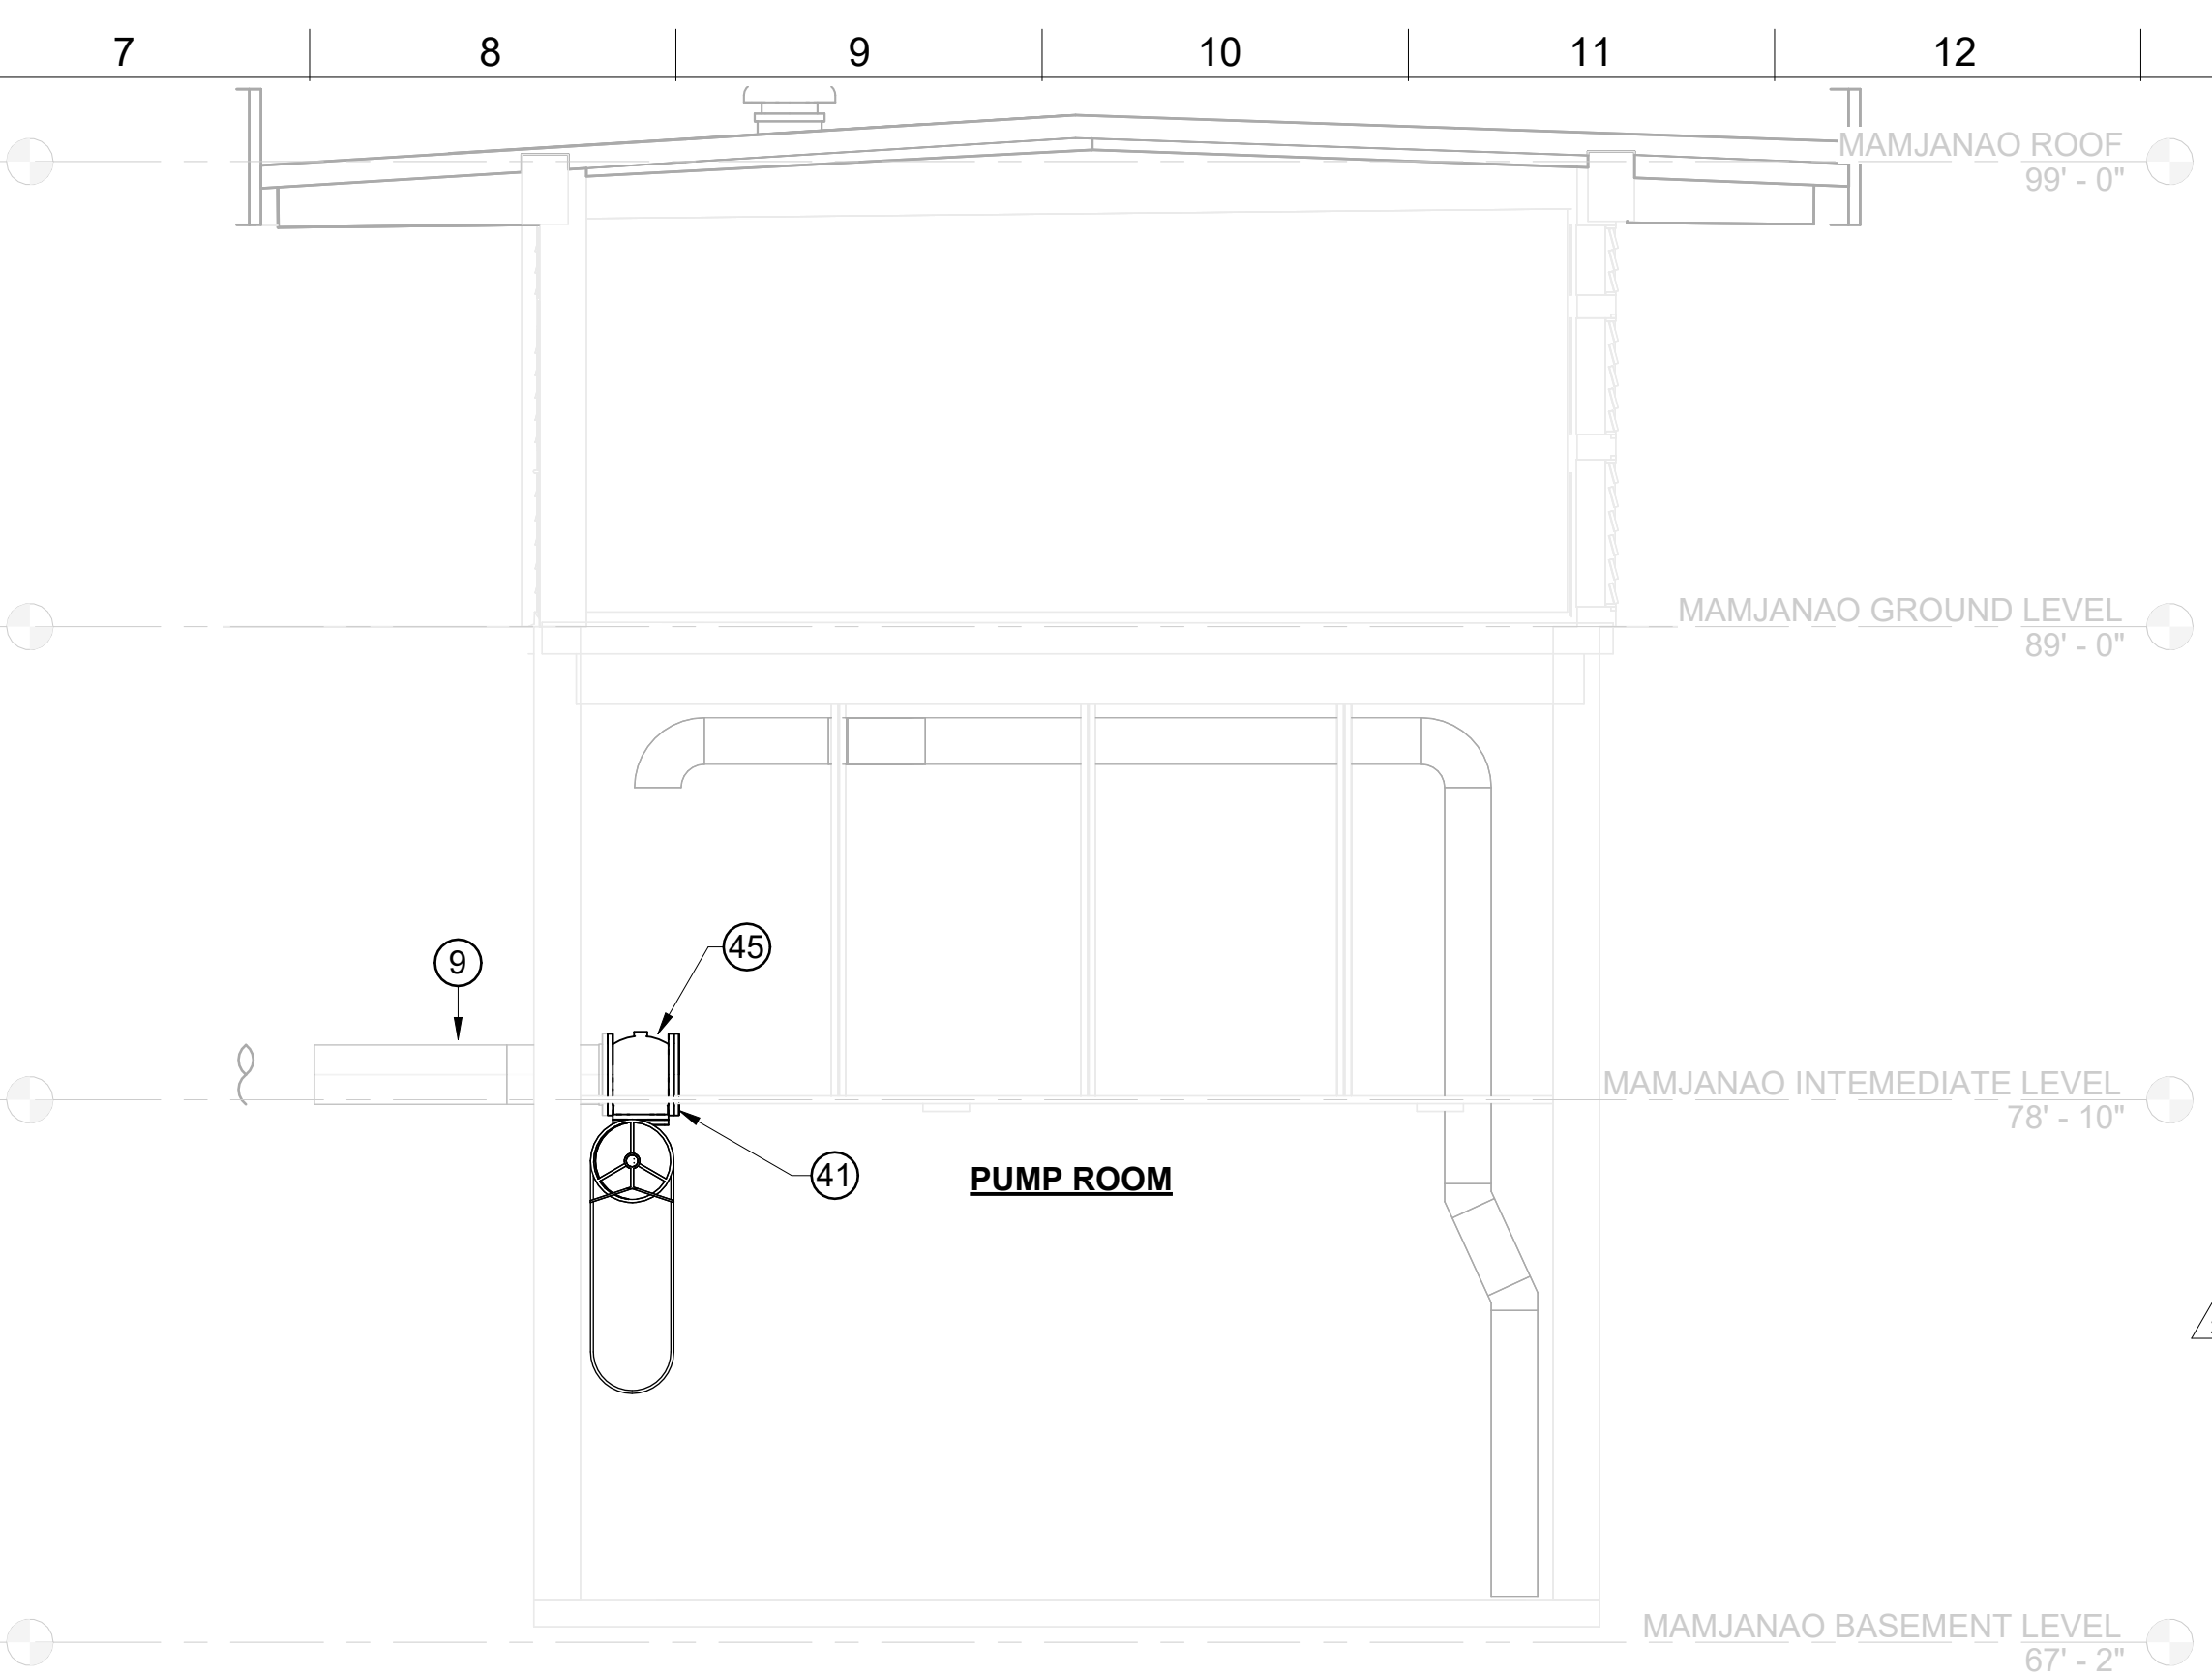 7 8 9 10 11 12
MAMJANAO ROOF
99' - 0"
MAMJANAO GROUND LEVEL
89' - 0"
45
9
MAMJANAO INTEMEDIATE LEVEL
78' - 10"
41
PUMP ROOM
MAMJANAO BASEMENT LEVEL
67' - 2"